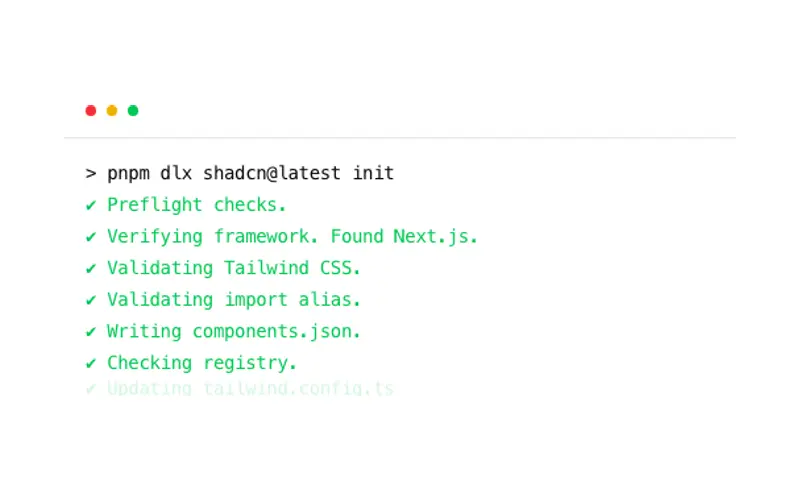 > pnpm dlx shadcn@latest init
✔ Preflight checks.
✔ Verifying framework. Found Next.js.
✔ Validating Tailwind CSS.
✔ Validating import alias.
✔ Writing components.json.
✔ Checking registry.
✔ Updating tailwind.config.ts